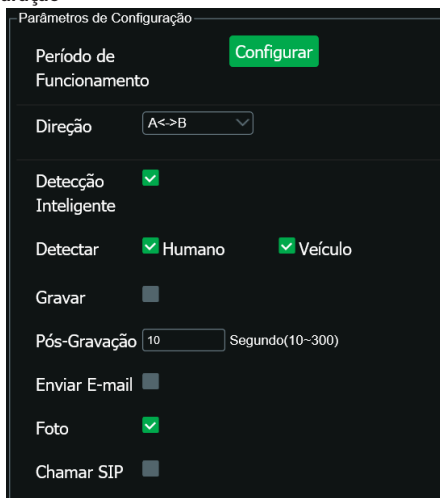 Parâmetros de Configuração
Período de Funcionamento
Configurar
Direção
A<->B
Detecção Inteligente
Detectar
Humano
Veículo
Gravar
Pós-Gravação
10
Segundo(10~300)
Enviar E-mail
Foto
Chamar SIP